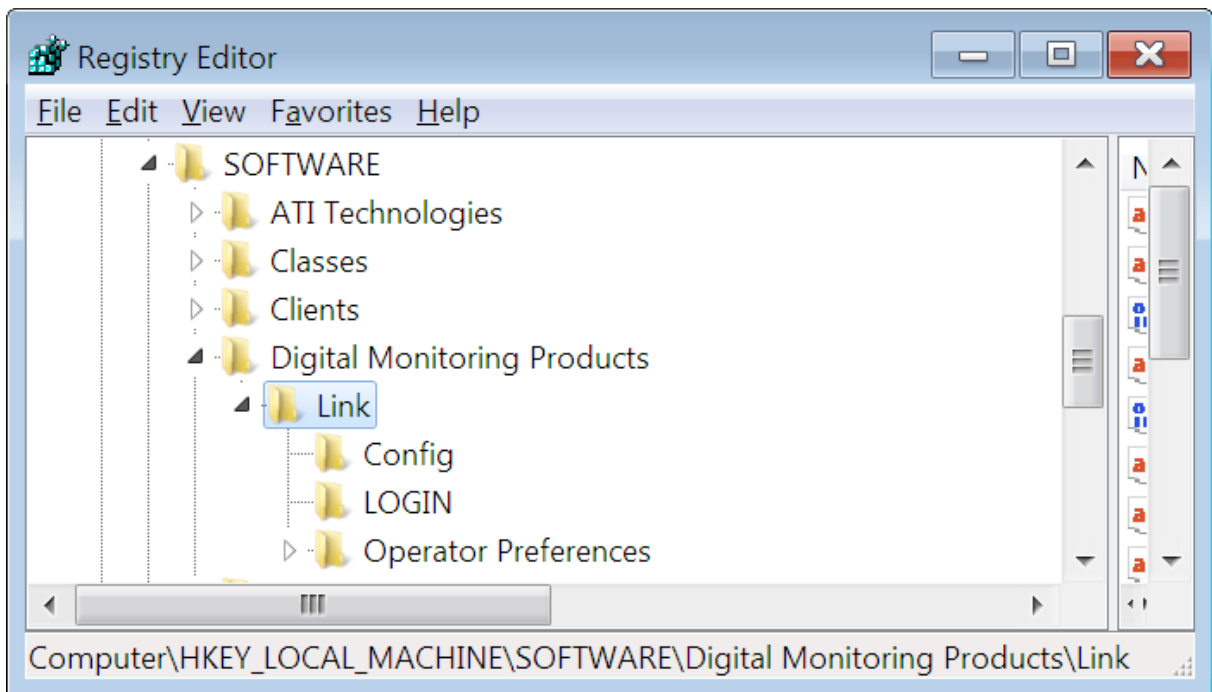 Registry Editor
File Edit View Favorites Help
SOFTWARE
ATI Technologies
Classes
Clients
Digital Monitoring Products
Link
Config
LOGIN
Operator Preferences
Computer\HKEY_LOCAL_MACHINE\SOFTWARE\Digital Monitoring Products\Link